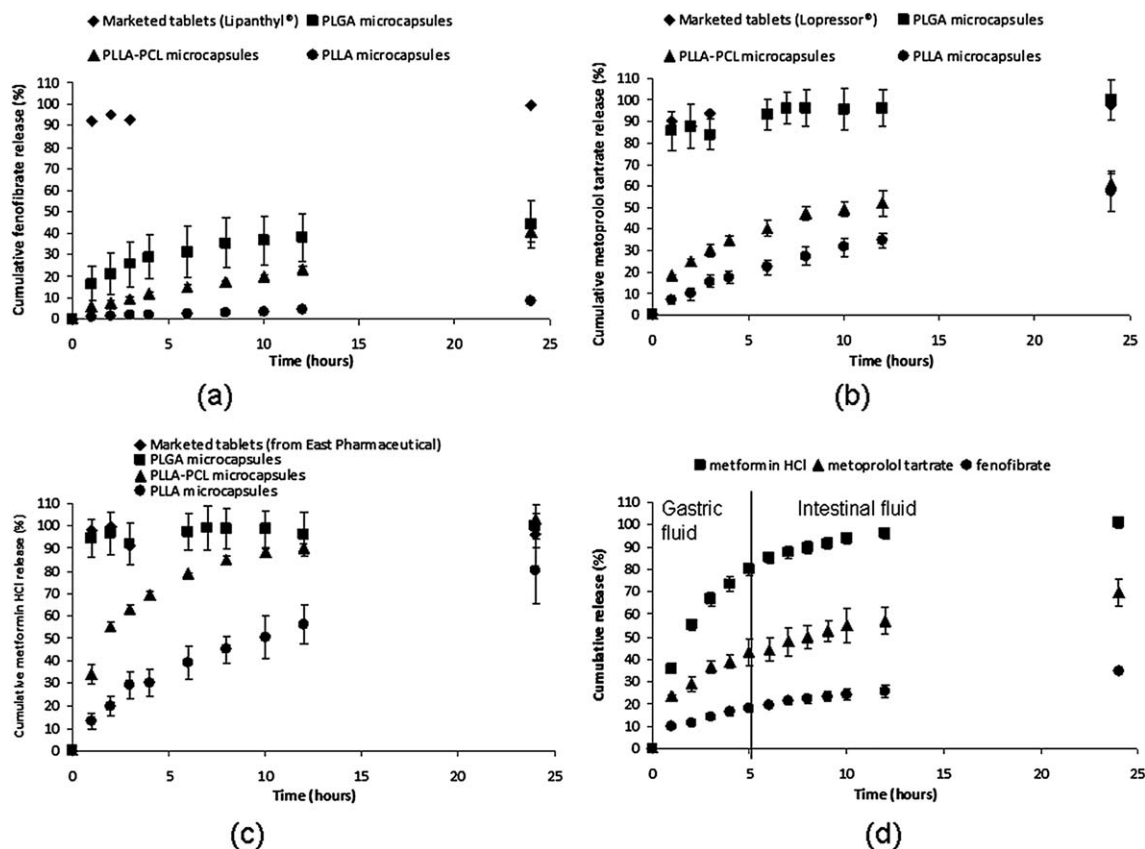 Marketed tablets (Lipanthyl®) PLGA microcapsules
PLLA-PCL microcapsules PLLA microcapsules
Cumulative fenofibrate release (%)
110
100
90
80
70
60
50
40
30
20
10
0
0 5 10 15 20 25
Time (hours)
(a)
Marketed tablets (Lopressor®) PLGA microcapsules
PLLA-PCL microcapsules PLLA microcapsules
Cumulative metoprolol tartrate release (%)
110
100
90
80
70
60
50
40
30
20
10
0
0 5 10 15 20 25
Time (hours)
(b)
Marketed tablets (from East Pharmaceutical)
PLGA microcapsules
PLLA-PCL microcapsules
PLLA microcapsules
Cumulative metformin HCl release (%)
110
100
90
80
70
60
50
40
30
20
10
0
0 5 10 15 20 25
Time (hours)
(c)
metformin HCl metoprolol tartrate fenofibrate
Cumulative release (%)
110
100
90
80
70
60
50
40
30
20
10
0
Gastric Intestinal fluid
fluid
0 5 10 15 20 25
Time (hours)
(d)